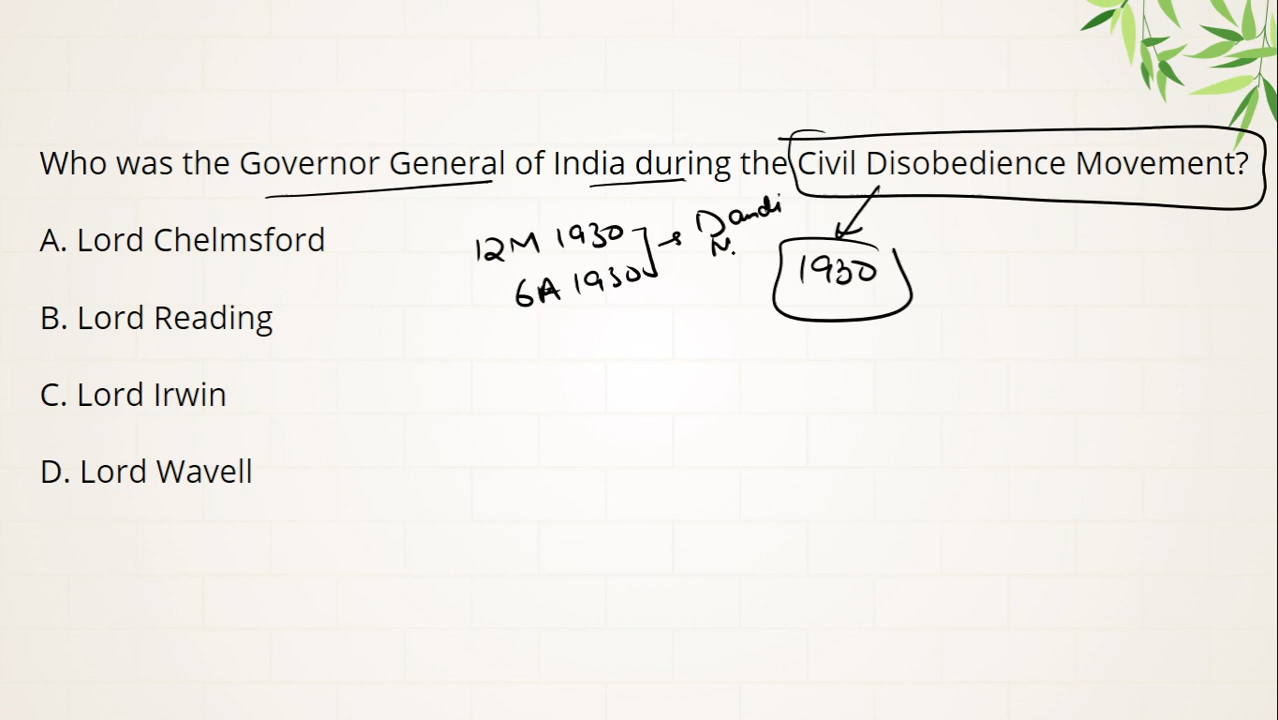 Who was the Governor General of India during the Civil Disobedience Movement?
A. Lord Chelmsford
12M 1930
Dandi
6A 1930
1930
B. Lord Reading
C. Lord Irwin
D. Lord Wavell